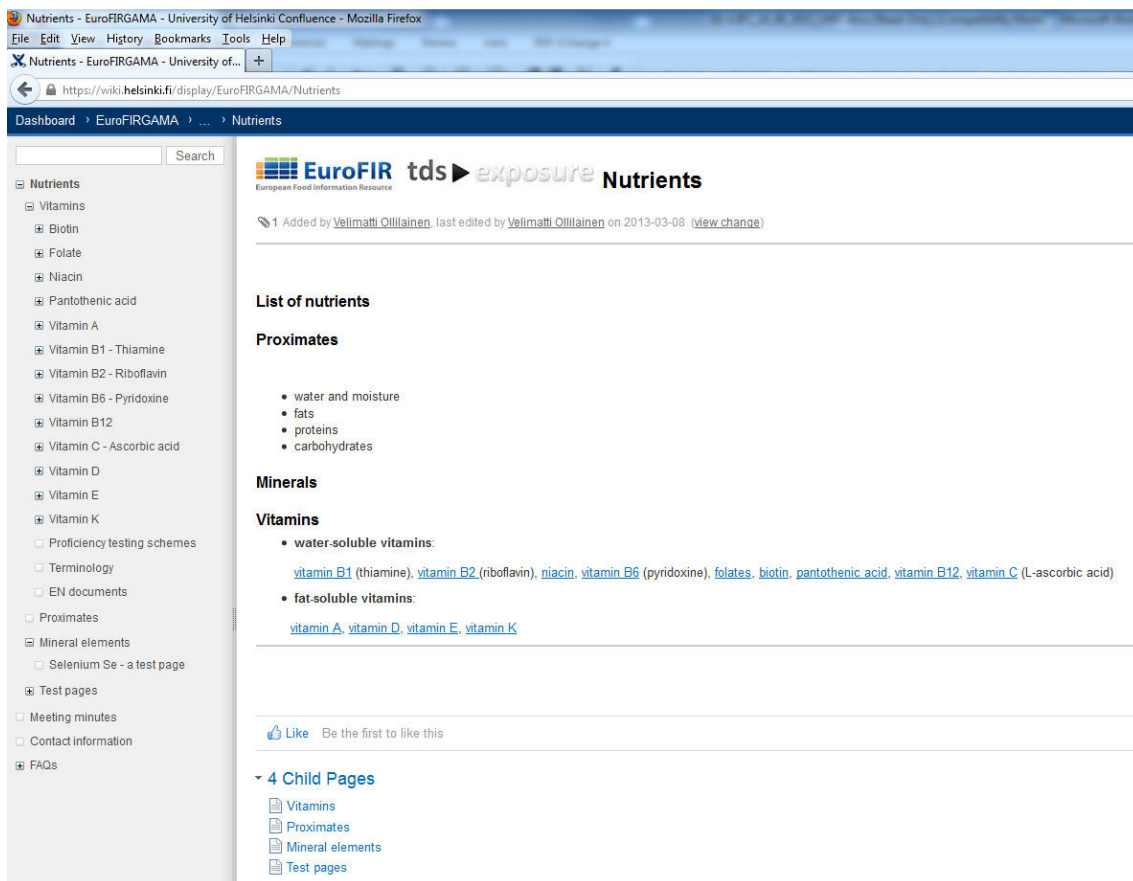 Nutrients - EuroFIRGAMA - University of Helsinki Confluence - Mozilla Firefox
File Edit View History Bookmarks Tools Help
Nutrients - EuroFIRGAMA - University of... +
https://wiki.helsinki.fi/display/EuroFIRGAMA/Nutrients
Dashboard › EuroFIRGAMA › ... › Nutrients
Search
Nutrients
Vitamins
Biotin
Folate
Niacin
Pantothenic acid
Vitamin A
Vitamin B1 - Thiamine
Vitamin B2 - Riboflavin
Vitamin B6 - Pyridoxine
Vitamin B12
Vitamin C - Ascorbic acid
Vitamin D
Vitamin E
Vitamin K
Proficiency testing schemes
Terminology
EN documents
Proximates
Mineral elements
Selenium Se - a test page
Test pages
Meeting minutes
Contact information
FAQs
EuroFIR tds exposure Nutrients
European Food Information Resource
1 Added by Velimatti Ollilainen, last edited by Velimatti Ollilainen on 2013-03-08 (view change)
List of nutrients
Proximates
• water and moisture
• fats
• proteins
• carbohydrates
Minerals
Vitamins
• water-soluble vitamins:
vitamin B1 (thiamine), vitamin B2 (riboflavin), niacin, vitamin B6 (pyridoxine), folates, biotin, pantothenic acid, vitamin B12, vitamin C (L-ascorbic acid)
• fat-soluble vitamins:
vitamin A, vitamin D, vitamin E, vitamin K
Like Be the first to like this
4 Child Pages
Vitamins
Proximates
Mineral elements
Test pages